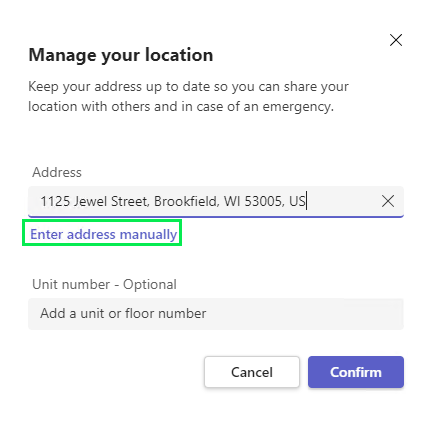 Manage your location
Keep your address up to date so you can share your
location with others and in case of an emergency.
Address
1125 Jewel Street, Brookfield, WI 53005, US
Enter address manually
Unit number - Optional
Add a unit or floor number
Cancel
Confirm